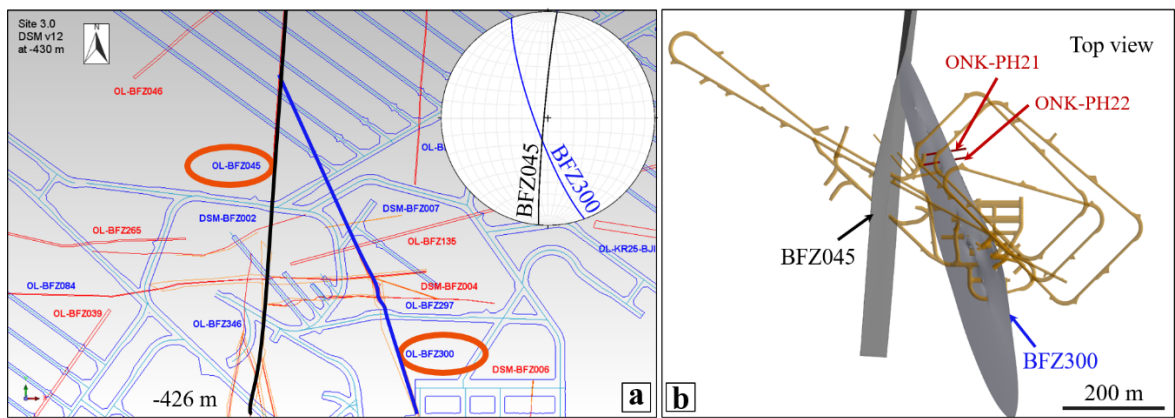 Site 3.0
DSM v12
at -430 m
N
OL-BFZ046
OL-BFZ045
DSM-BFZ002
DSM-BFZ007
OL-BFZ265
OL-BFZ135
OL-KR25-BJI
OL-BFZ084
DSM-BFZ004
OL-BFZ297
OL-BFZ039
OL-BFZ346
OL-BFZ300
DSM-BFZ006
-426 m
a
BFZ045
BFZ300
b
Top view
ONK-PH21
ONK-PH22
BFZ045
BFZ300
200 m